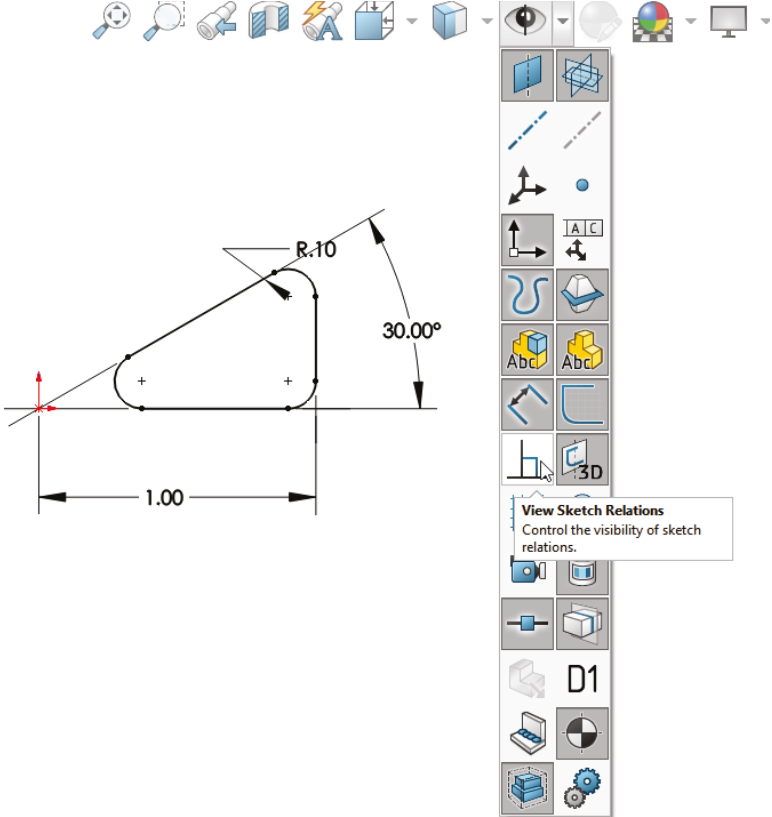 A
A C
R.10
30.00°
Abc Abc
3D
1.00
View Sketch Relations
Control the visibility of sketch
relations.
D1